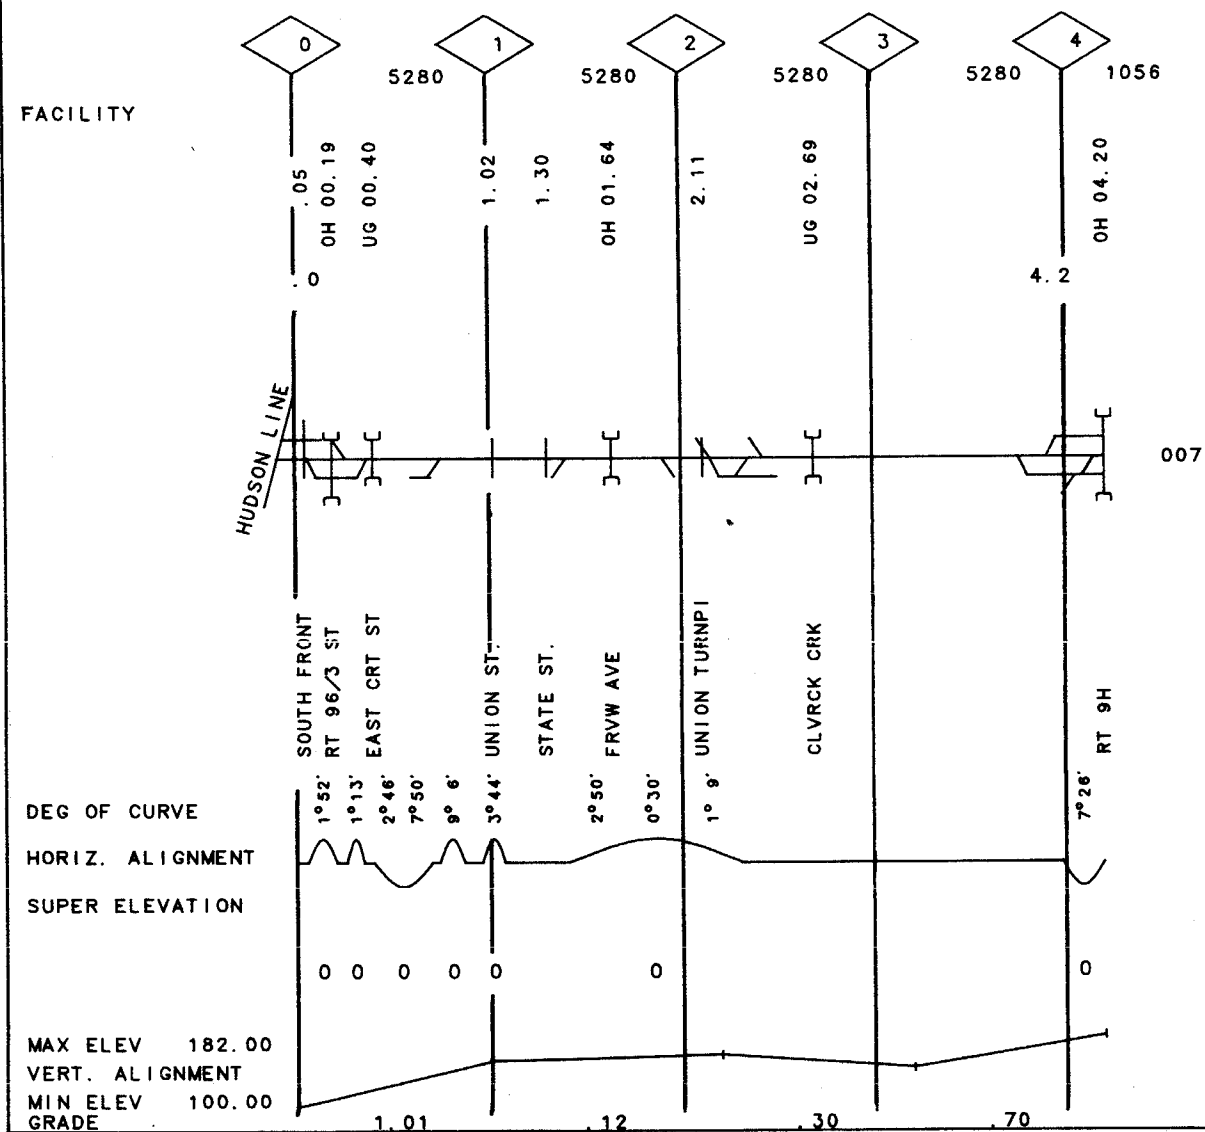 0 1 2 3 4
5280 5280 5280 5280 1056
FACILITY
.05
OH 00.19
UG 00.40
1.02
1.30
OH 01.64
2.11
UG 02.69
OH 04.20
.0
4.2
HUDSON LINE
007
SOUTH FRONT
RT 96/3 ST
EAST CRT ST
UNION ST.
STATE ST.
FRVW AVE
UNION TURNPI
CLVRCK CRK
RT 9H
DEG OF CURVE 1°52' 1°13' 2°46' 7°50' 9° 6' 3°44' 2°50' 0°30' 1° 9' 7°26'
HORIZ. ALIGNMENT
SUPER ELEVATION
0 0 0 0 0 0 0
MAX ELEV 182.00
VERT. ALIGNMENT
MIN ELEV 100.00
GRADE 1.01 .12 .30 .70